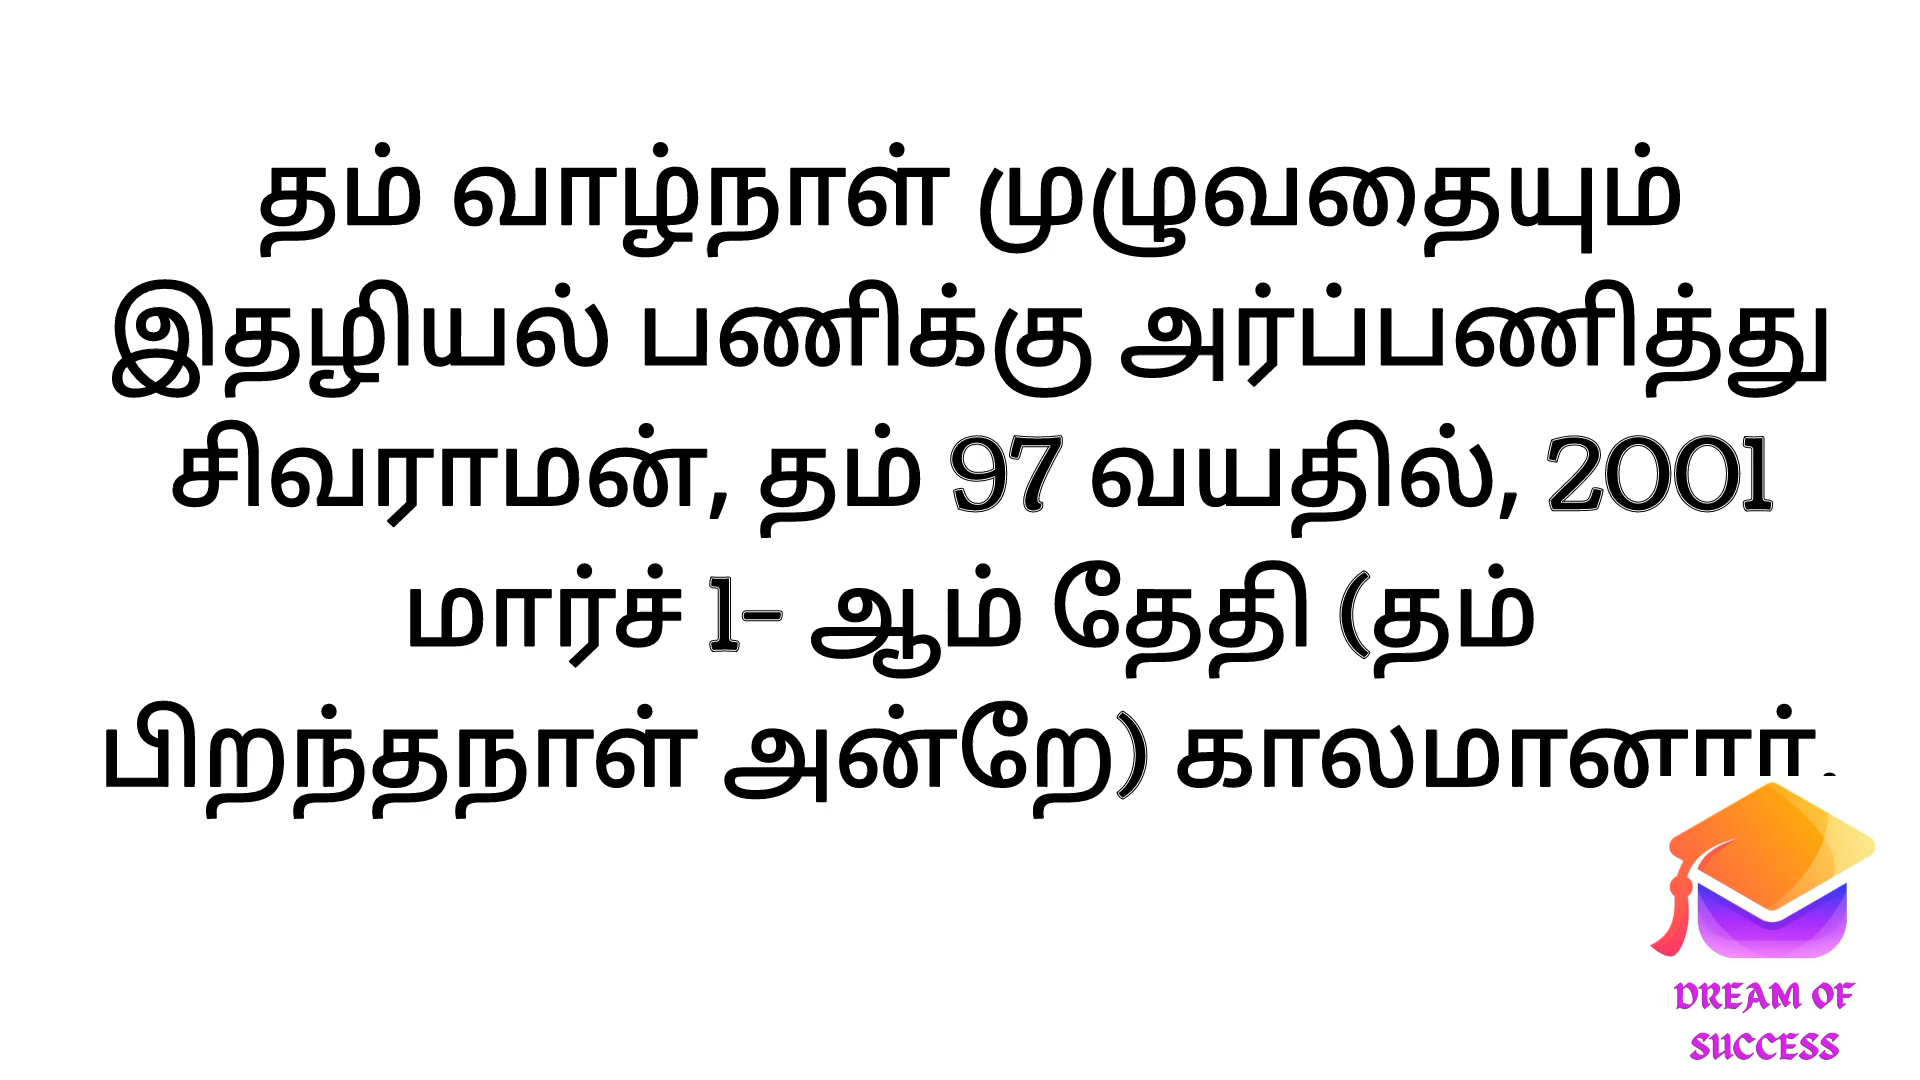 தம் வாழ்நாள் முழுவதையும்
இதழியல் பணிக்கு அர்ப்பணித்து
சிவராமன், தம் 97 வயதில், 2001
மார்ச் 1- ஆம் தேதி (தம்
பிறந்தநாள் அன்றே) காலமானார்.
DREAM OF
SUCCESS